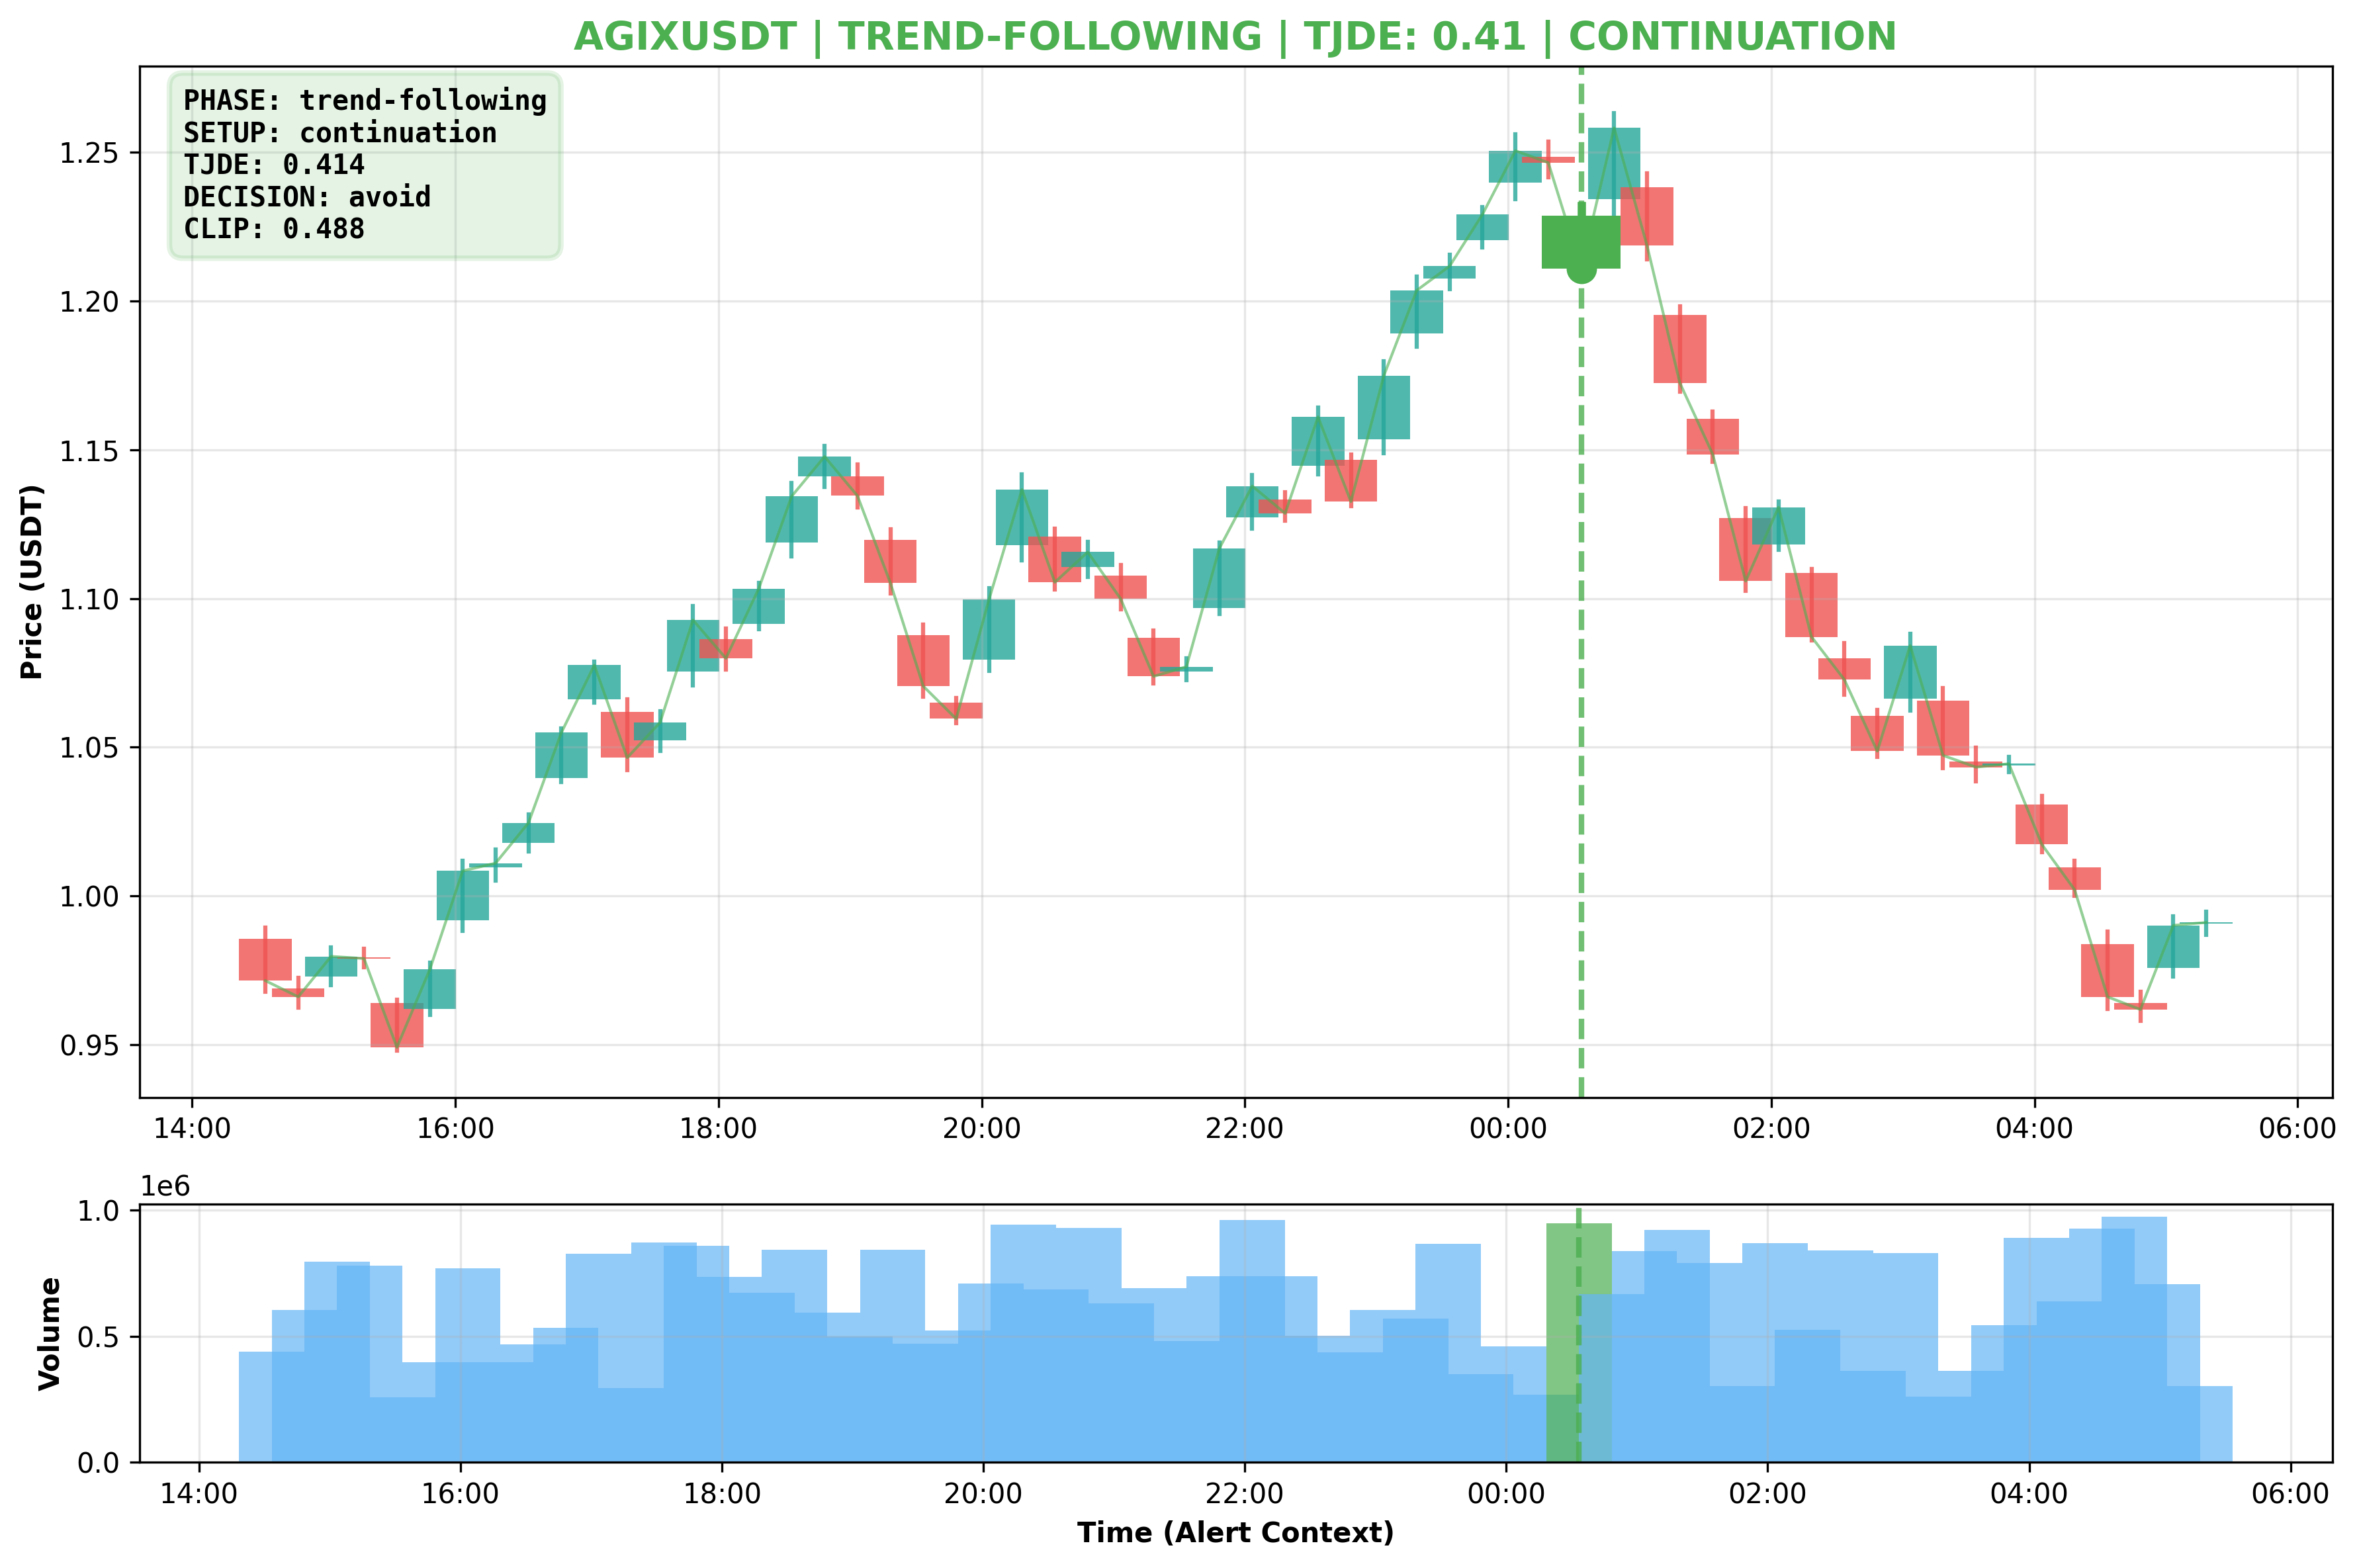 AGIXUSDT | TREND-FOLLOWING | TJDE: 0.41 | CONTINUATION
PHASE: trend-following
SETUP: continuation
TJDE: 0.414
DECISION: avoid
CLIP: 0.488
Price (USDT)
1.25
1.20
1.15
1.10
1.05
1.00
0.95
14:00 16:00 18:00 20:00 22:00 00:00 02:00 04:00 06:00
1e6
Volume
1.0
0.5
0.0
14:00 16:00 18:00 20:00 22:00 00:00 02:00 04:00 06:00
Time (Alert Context)